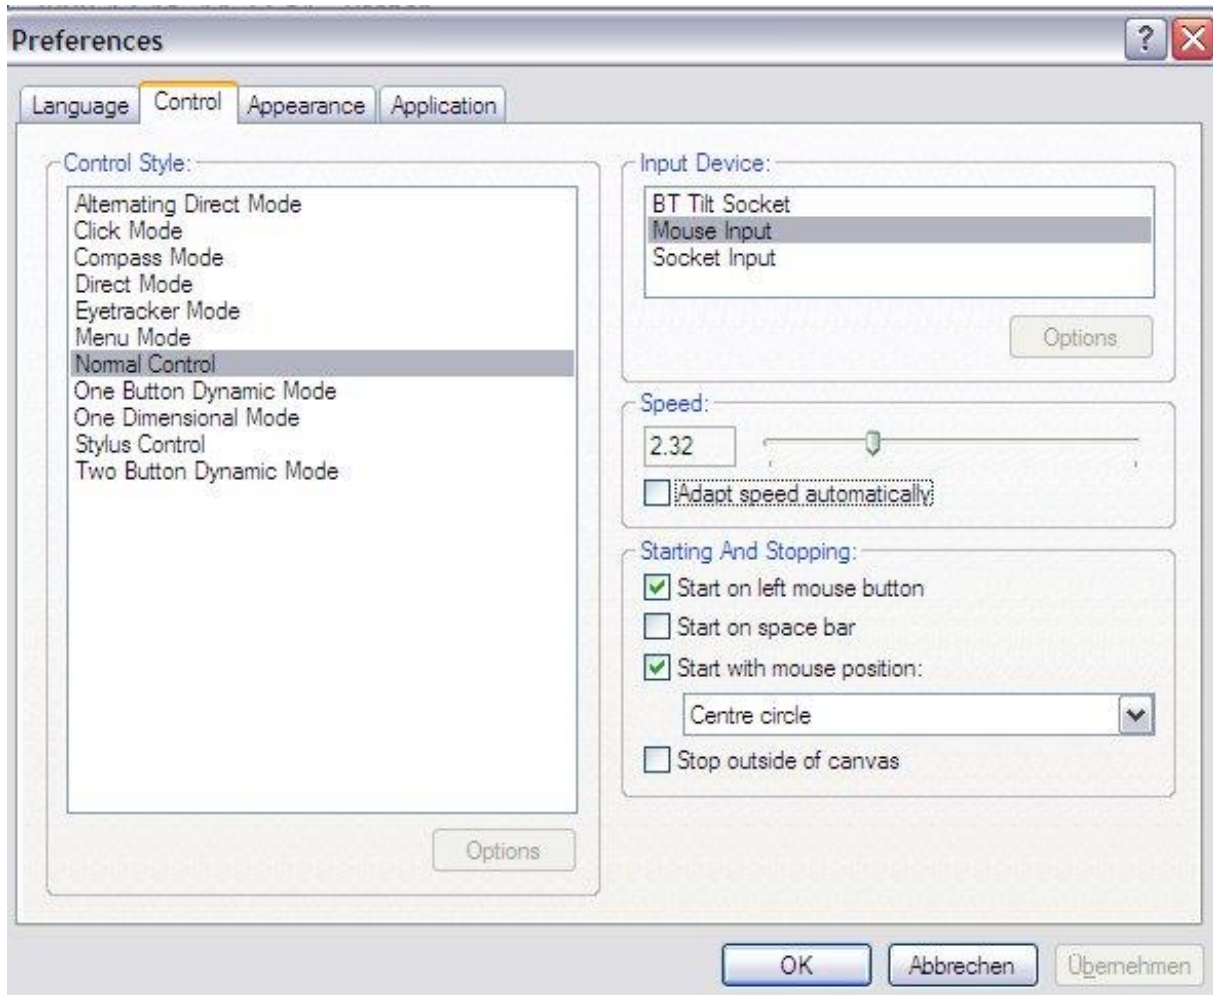 Preferences
Language Control Appearance Application
Control Style:
Alternating Direct Mode
Click Mode
Compass Mode
Direct Mode
Eyetracker Mode
Menu Mode
Normal Control
One Button Dynamic Mode
One Dimensional Mode
Stylus Control
Two Button Dynamic Mode
Options
Input Device:
BT Tilt Socket
Mouse Input
Socket Input
Options
Speed:
2.32
Adapt speed automatically
Starting And Stopping:
Start on left mouse button
Start on space bar
Start with mouse position:
Centre circle
Stop outside of canvas
OK Abbrechen Übernehmen